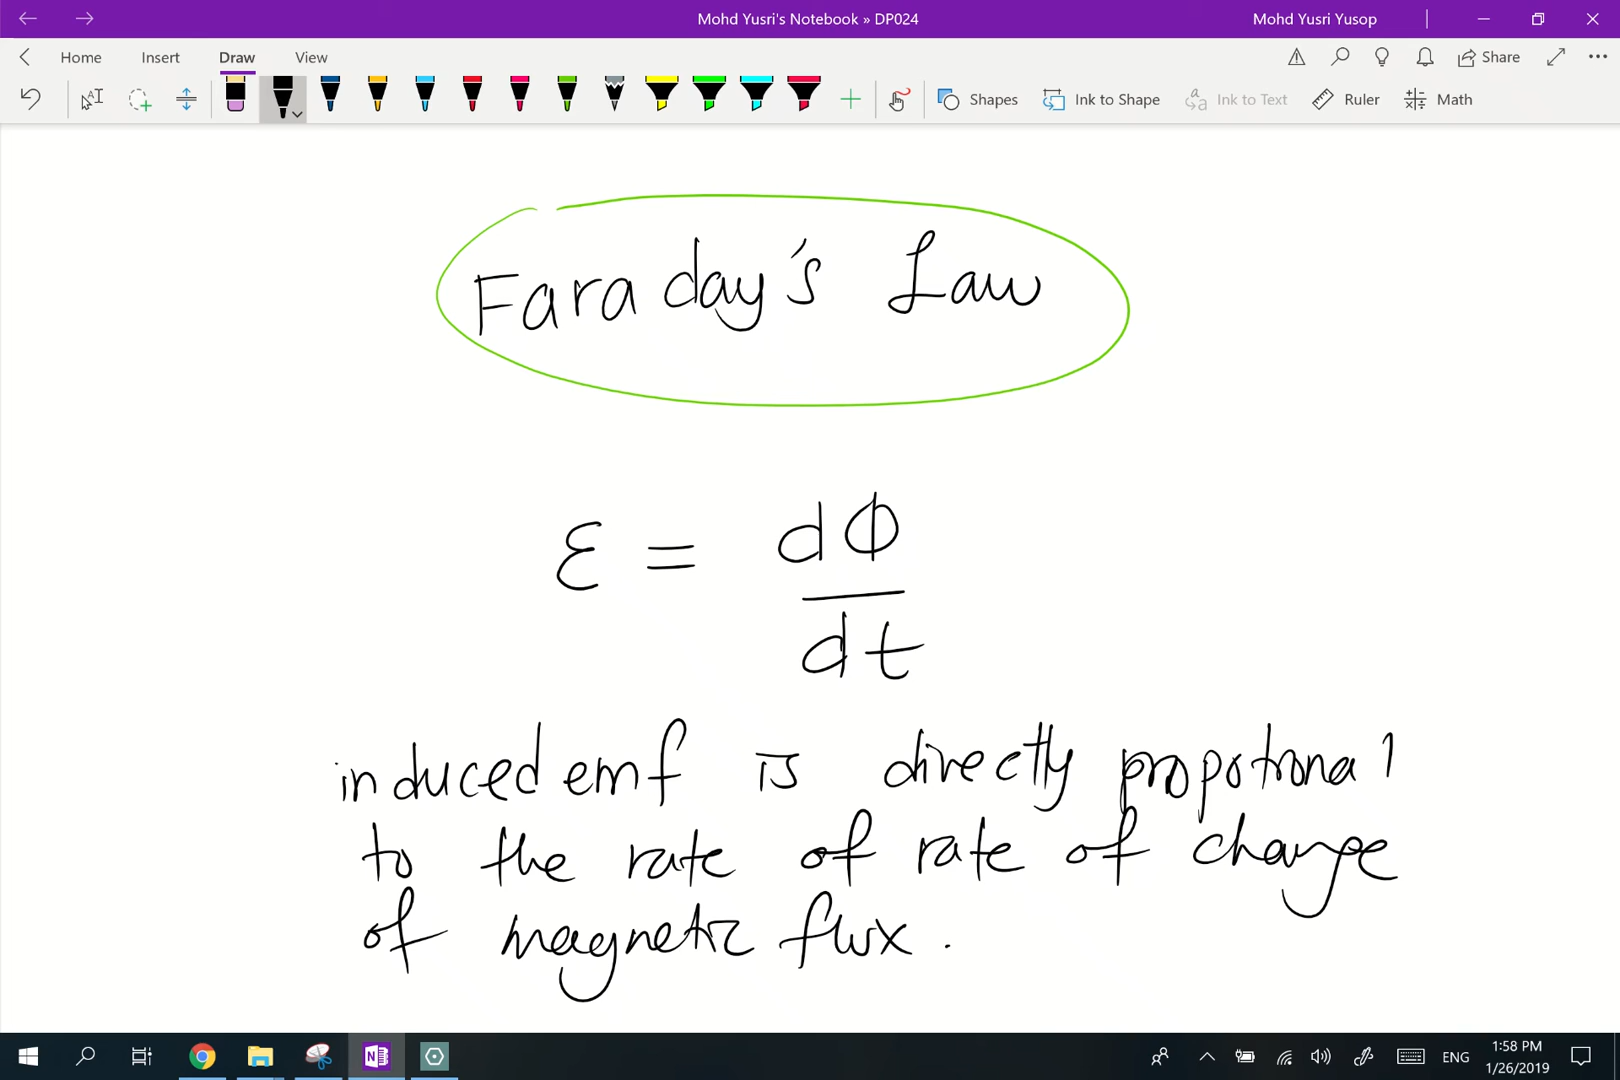 Mohd Yusri's Notebook » DP024
Mohd Yusri Yusop
Home Insert Draw View
Share
Shapes Ink to Shape Ink to Text Ruler Math
Faraday's Law
ε = dΦ
dt
induced emf is directly propotional
to the rate of rate of change
of magnetic flux.
ENG
1:58 PM
1/26/2019